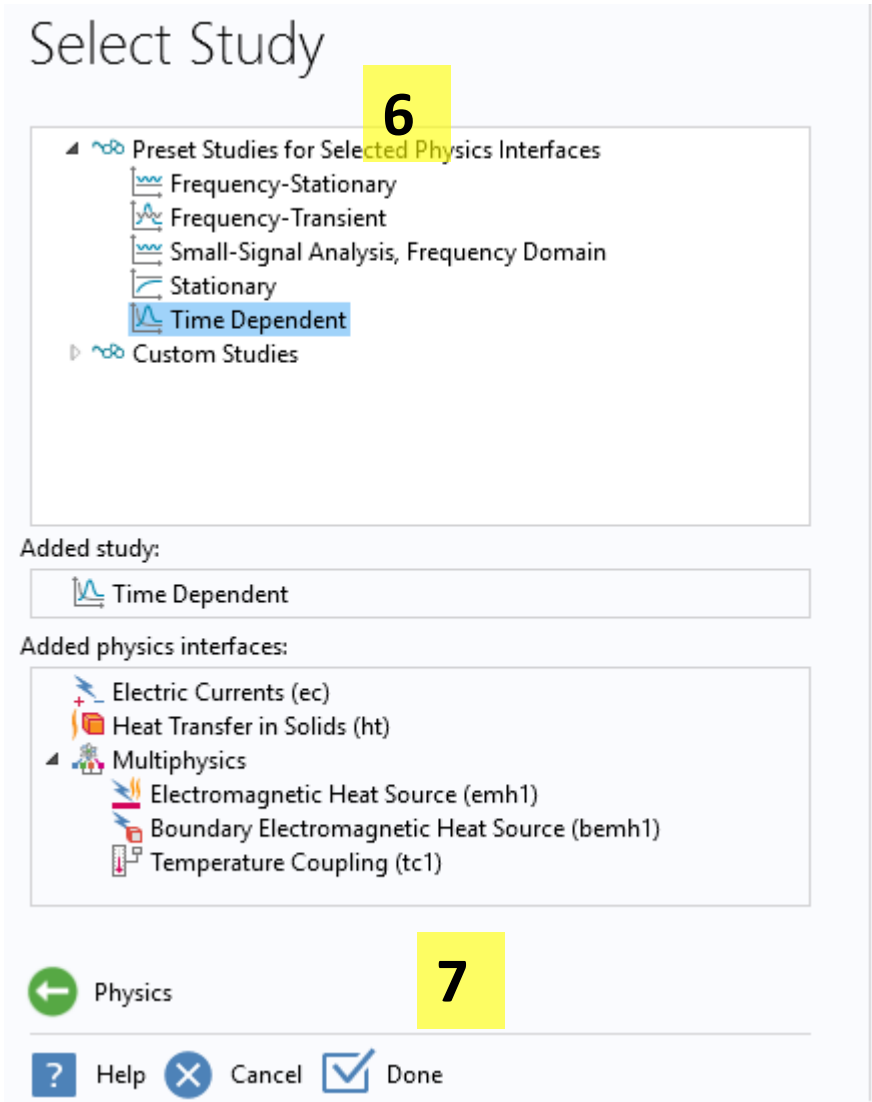 Select Study
6
Preset Studies for Selected Physics Interfaces
Frequency-Stationary
Frequency-Transient
Small-Signal Analysis, Frequency Domain
Stationary
Time Dependent
Custom Studies
Added study:
Time Dependent
Added physics interfaces:
Electric Currents (ec)
Heat Transfer in Solids (ht)
Multiphysics
Electromagnetic Heat Source (emh1)
Boundary Electromagnetic Heat Source (bemh1)
Temperature Coupling (tc1)
7
Physics
? Help Cancel Done